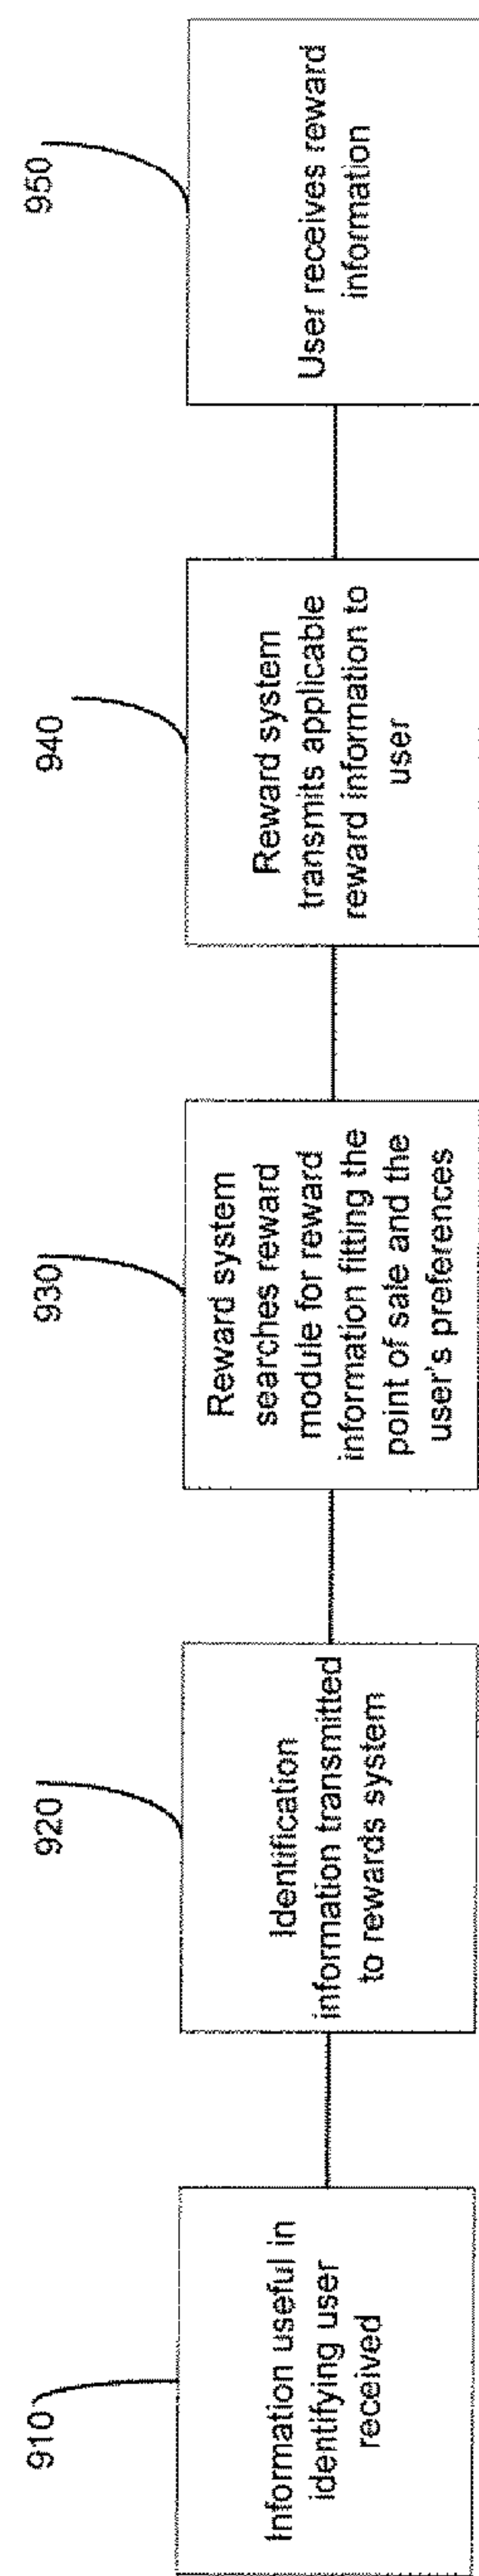 910
Information useful in
identifying user
received
920
Identification
information transmitted
to rewards system
930
Reward system
searches reward
module for reward
information fitting the
point of sale and the
user's preferences
940
Reward system
transmits applicable
reward information to
user
950
User receives reward
information